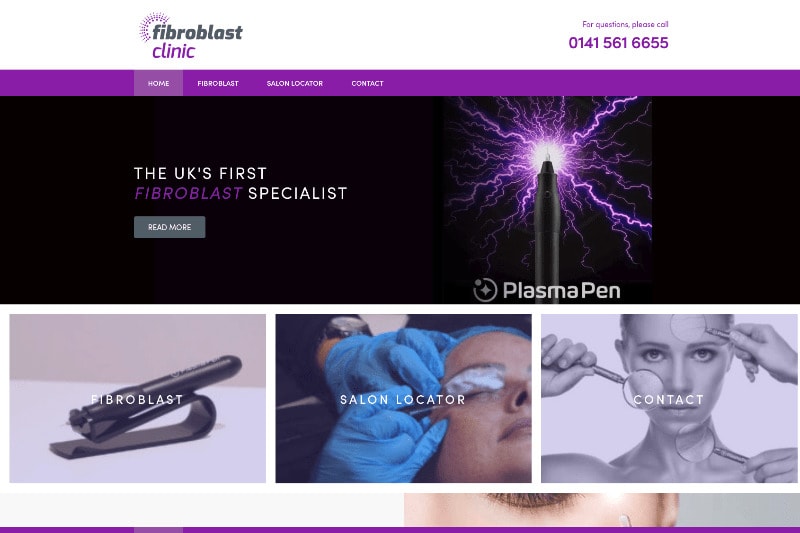 fibroblast
clinic
For questions, please call
0141 561 6655
HOME
FIBROBLAST
SALON LOCATOR
CONTACT
THE UK'S FIRST
FIBROBLAST SPECIALIST
READ MORE
PlasmaPen
PlasmaPen
FIBROBLAST
SALON LOCATOR
CONTACT